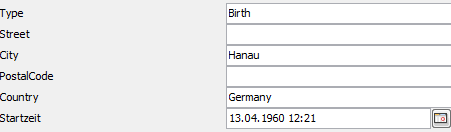 Type Birth
Street
City Hanau
PostalCode
Country Germany
Startzeit 13.04.1960 12:21